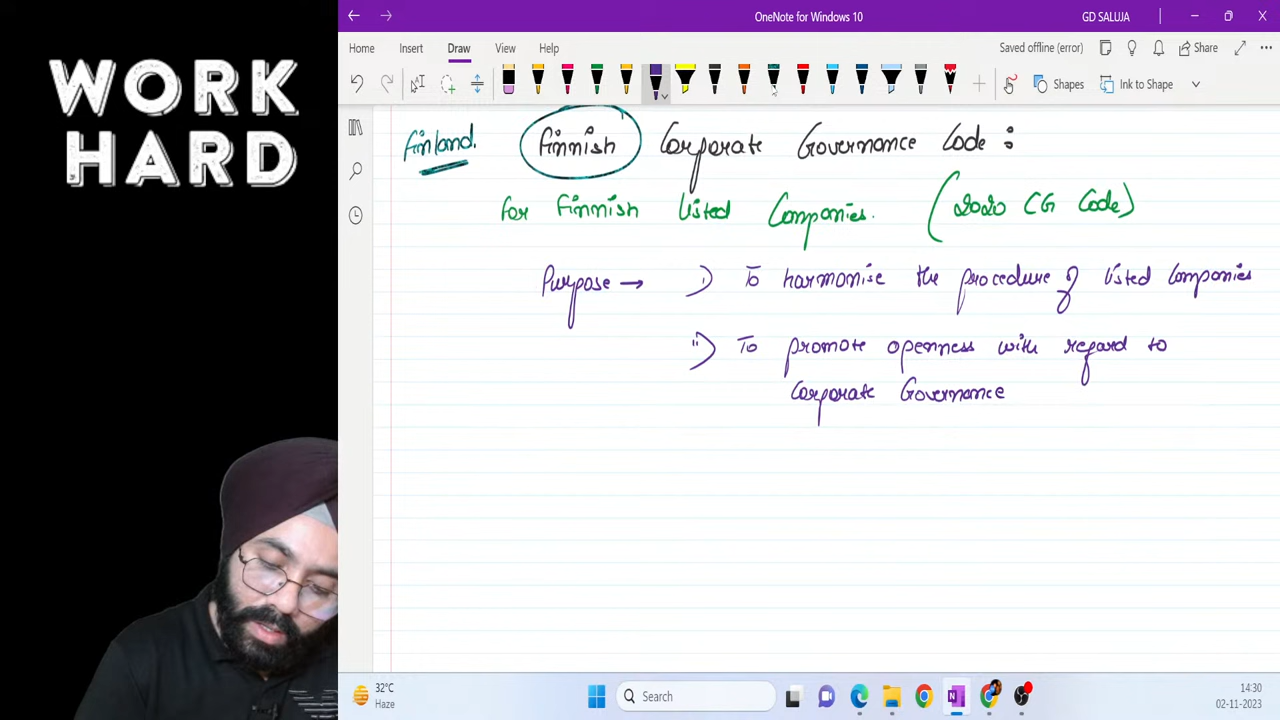 WORK
HARD
OneNote for Windows 10
GD SALUJA
Home Insert Draw View Help
Saved offline (error)
Share
Shapes
Ink to Shape
Finland. Finnish Corporate Governance Code :
For Finnish listed Companies. (2020 CG Code)
Purpose → i) To harmonise the procedure of listed Companies
ii) To promote openness with regard to
Corporate Governance
32°C
Haze
Search
14:30
02-11-2023